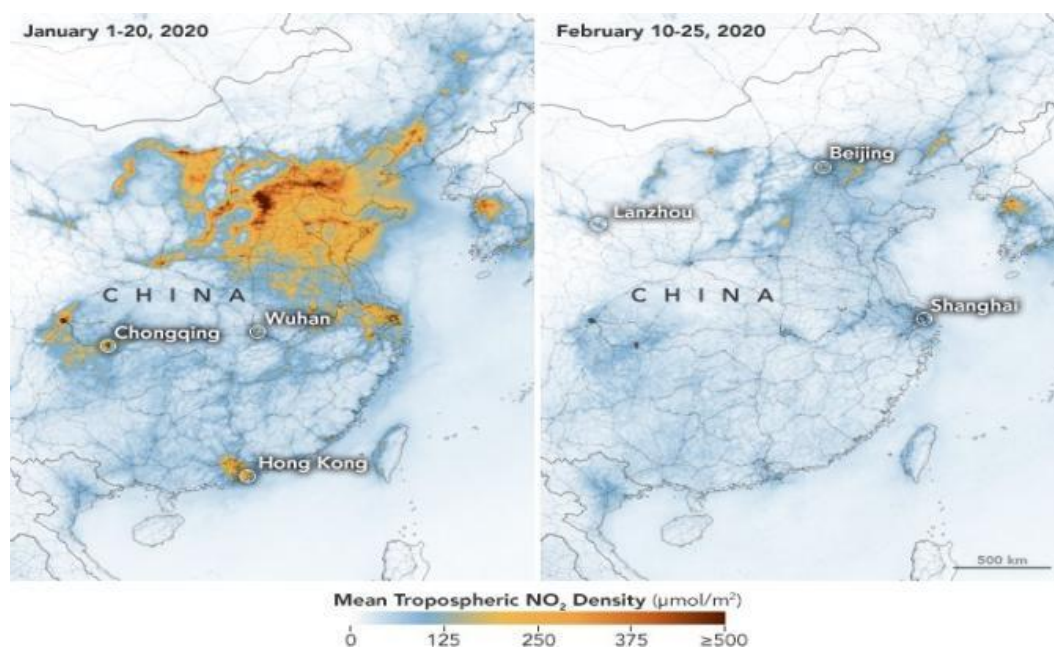 January 1-20, 2020
CHINA
Wuhan
Chongqing
Hong Kong
February 10-25, 2020
Beijing
Lanzhou
CHINA
Shanghai
500 km
Mean Tropospheric NO₂ Density (µmol/m²)
0 125 250 375 ≥500